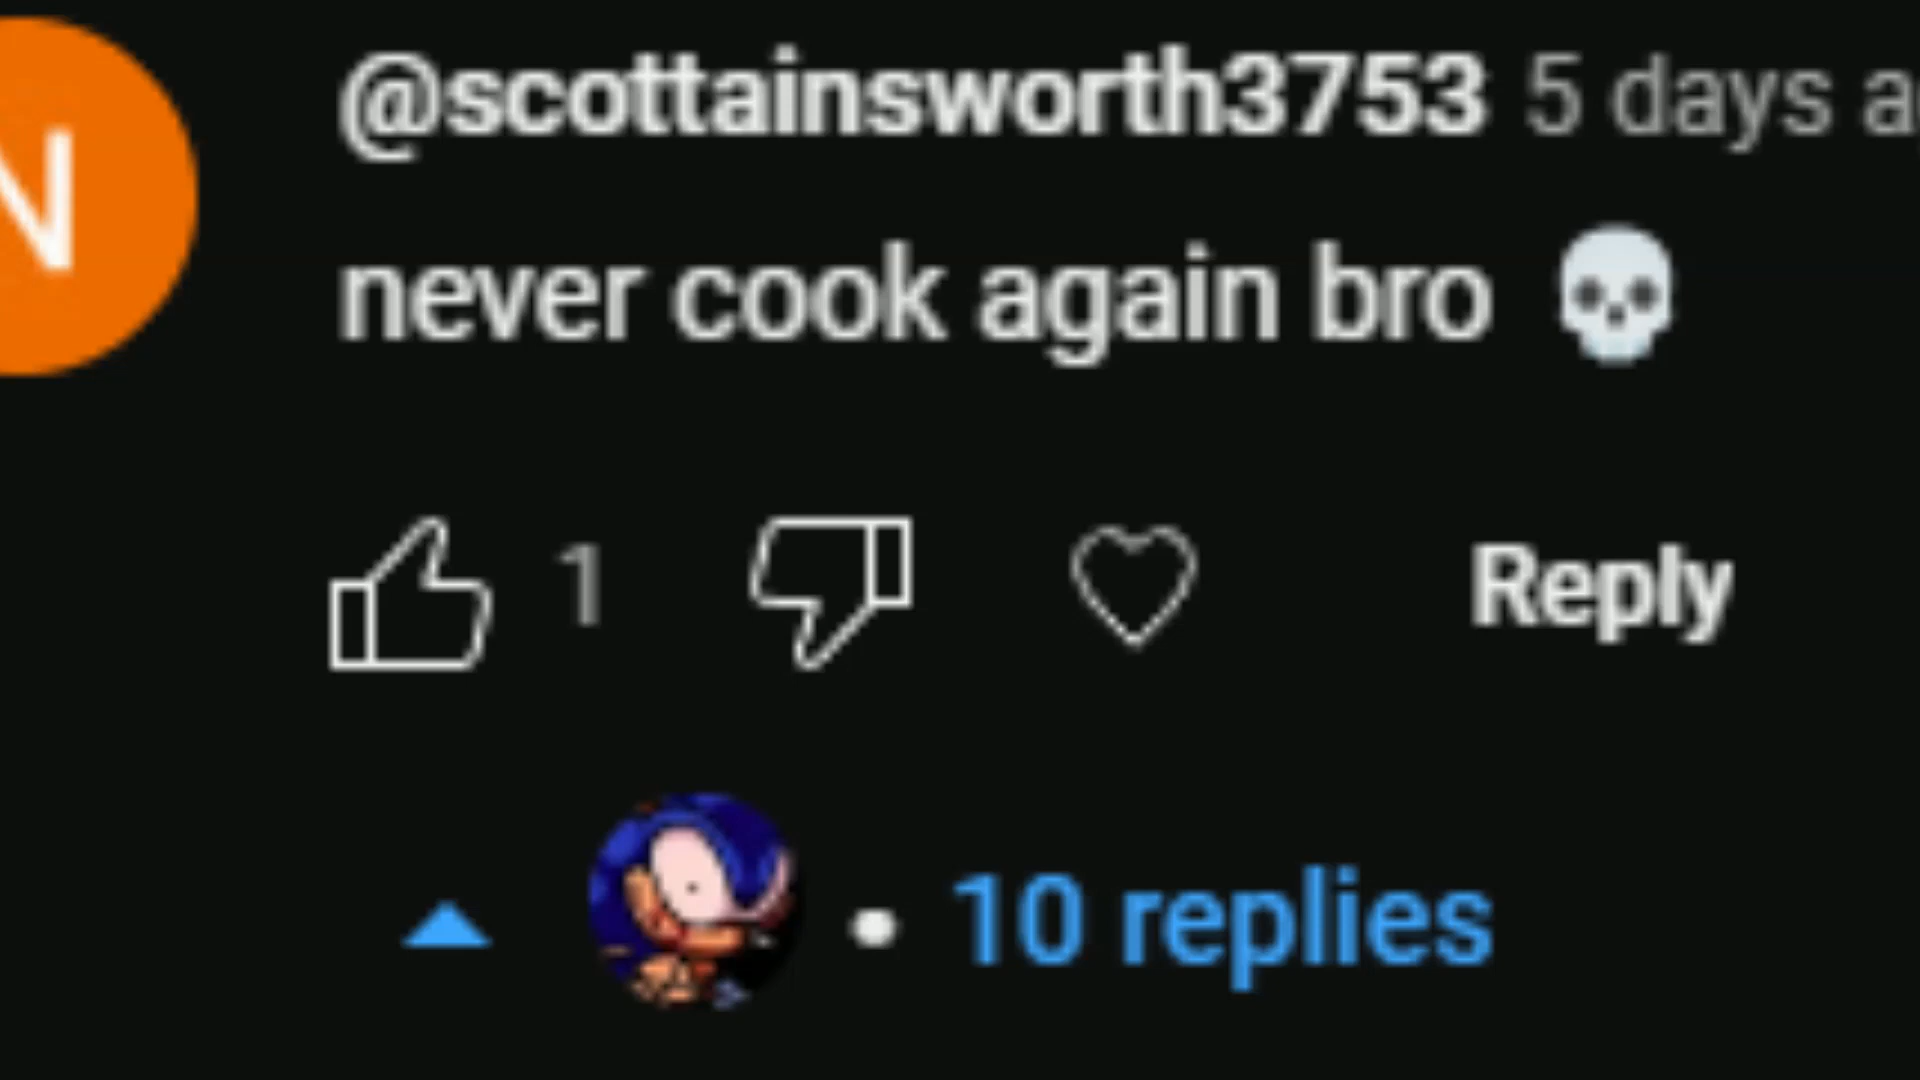 N
@scottainsworth3753 5 days a
never cook again bro 💀
1
Reply
• 10 replies